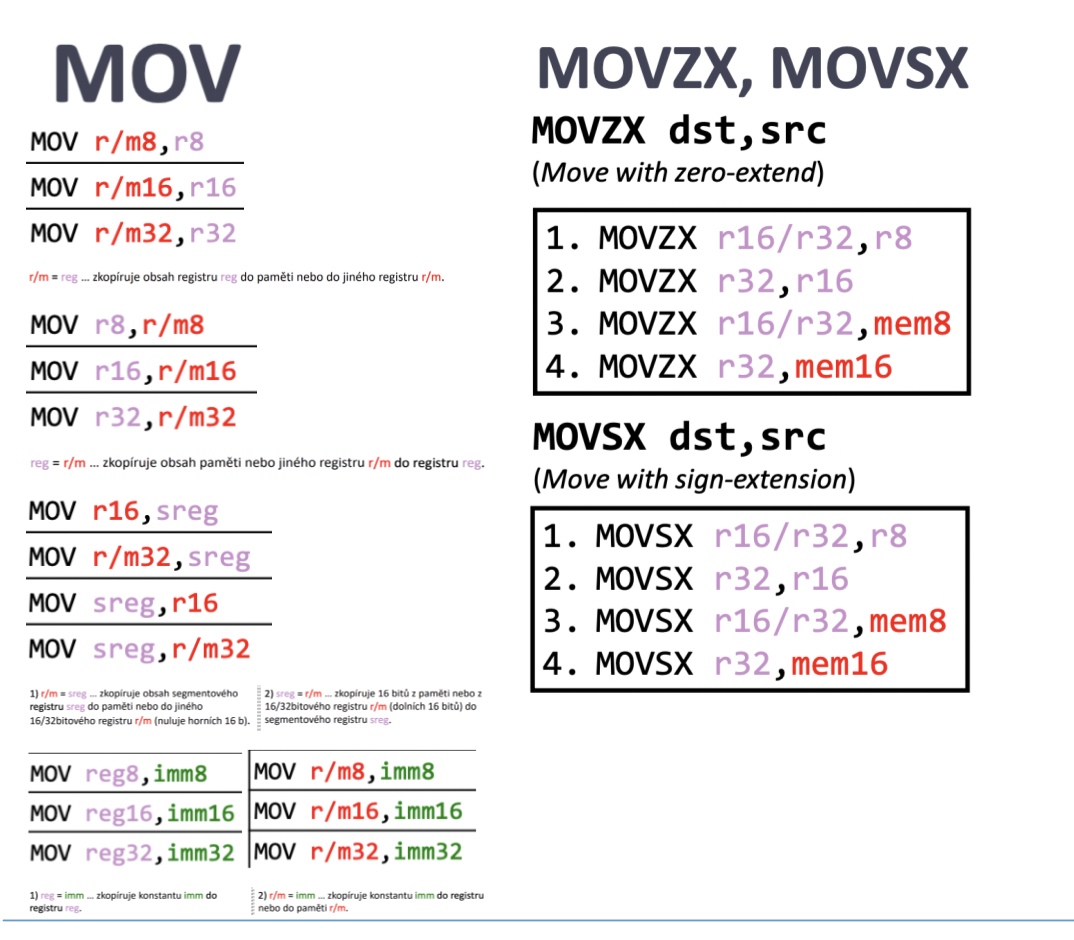 MOV
MOV r/m8,r8
MOV r/m16,r16
MOV r/m32,r32
r/m = reg … zkopíruje obsah registru reg do paměti nebo do jiného registru r/m.
MOV r8,r/m8
MOV r16,r/m16
MOV r32,r/m32
reg = r/m … zkopíruje obsah paměti nebo jiného registru r/m do registru reg.
MOV r16,sreg
MOV r/m32,sreg
MOV sreg,r16
MOV sreg,r/m32
1) r/m = sreg … zkopíruje obsah segmentového
registru sreg do paměti nebo do jiného
16/32bitového registru r/m (nuluje horních 16 b).
2) sreg = r/m … zkopíruje 16 bitů z paměti nebo z
16/32bitového registru r/m (dolních 16 bitů) do
segmentového registru sreg.
MOV reg8,imm8
MOV reg16,imm16
MOV reg32,imm32
MOV r/m8,imm8
MOV r/m16,imm16
MOV r/m32,imm32
1) reg = imm … zkopíruje konstantu imm do
registru reg.
2) r/m = imm … zkopíruje konstantu imm do registru
nebo do paměti r/m.
MOVZX, MOVSX
MOVZX dst,src
(Move with zero-extend)
1. MOVZX r16/r32,r8
2. MOVZX r32,r16
3. MOVZX r16/r32,mem8
4. MOVZX r32,mem16
MOVSX dst,src
(Move with sign-extension)
1. MOVSX r16/r32,r8
2. MOVSX r32,r16
3. MOVSX r16/r32,mem8
4. MOVSX r32,mem16